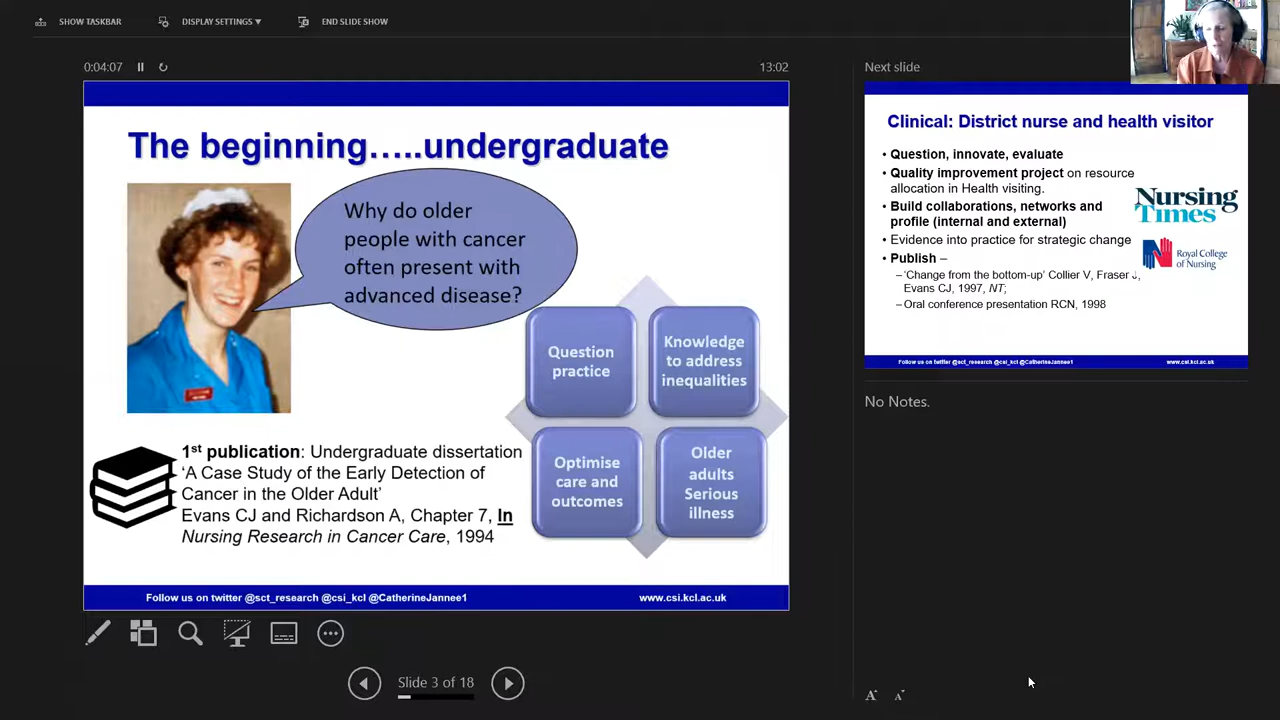 SHOW TASKBAR
DISPLAY SETTINGS
END SLIDE SHOW
0:04:07
13:02
The beginning…..undergraduate
Why do older
people with cancer
often present with
advanced disease?
Question
practice
Knowledge
to address
inequalities
Optimise
care and
outcomes
Older
adults
Serious
illness
1st publication: Undergraduate dissertation
‘A Case Study of the Early Detection of
Cancer in the Older Adult’
Evans CJ and Richardson A, Chapter 7, In
Nursing Research in Cancer Care, 1994
Follow us on twitter @sct_research @csi_kcl @CatherineJannee1
www.csi.kcl.ac.uk
Slide 3 of 18
Next slide
Clinical: District nurse and health visitor
• Question, innovate, evaluate
• Quality improvement project on resource
allocation in Health visiting.
• Build collaborations, networks and
profile (internal and external)
• Evidence into practice for strategic change
• Publish –
–‘Change from the bottom-up’ Collier V, Fraser J,
Evans CJ, 1997, NT;
–Oral conference presentation RCN, 1998
Nursing
Times
Royal College
of Nursing
Follow us on twitter @sct_research @csi_kcl @CatherineJannee1
www.csi.kcl.ac.uk
No Notes.
A A